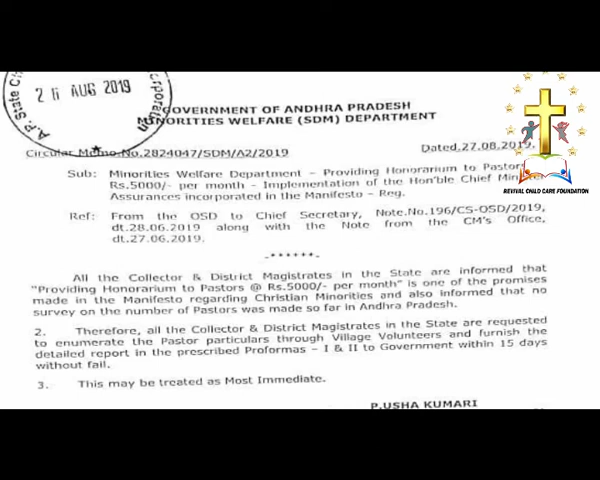 A.P. State Ch
orporation
26 AUG 2019
GOVERNMENT OF ANDHRA PRADESH
MINORITIES WELFARE (SDM) DEPARTMENT
Circular Memo.No.2824047/SDM/A2/2019
Dated,27.08.2019.
Sub: Minorities Welfare Department – Providing Honorarium to Pastor
Rs.5000/- per month – Implementation of the Hon'ble Chief Minister
Assurances incorporated in the Manifesto – Reg.
Ref: From the OSD to Chief Secretary, Note.No.196/CS-OSD/2019,
dt.28.06.2019 along with the Note from the CM's Office,
dt.27.06.2019.
-******-
All the Collector & District Magistrates in the State are informed that
"Providing Honorarium to Pastors @ Rs.5000/- per month" is one of the promises
made in the Manifesto regarding Christian Minorities and also informed that no
survey on the number of Pastors was made so far in Andhra Pradesh.
2. Therefore, all the Collector & District Magistrates in the State are requested
to enumerate the Pastor particulars through Village Volunteers and furnish the
detailed report in the prescribed Proformas – I & II to Government within 15 days
without fail.
3. This may be treated as Most Immediate.
P.USHA KUMARI
REVIVAL CHILD CARE FOUNDATION